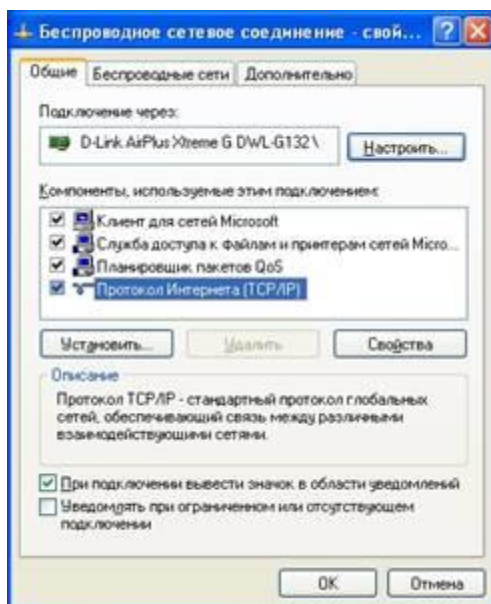 Беспроводное сетевое соединение - свой...
Общие
Беспроводные сети
Дополнительно
Подключение через:
D-Link AirPlus Xtreme G DWL-G132 \
Настроить...
Компоненты, используемые этим подключением:
Клиент для сетей Microsoft
Служба доступа к файлам и принтерам сетей Micro...
Планировщик пакетов QoS
Протокол Интернета (TCP/IP)
Установить...
Удалить
Свойства
Описание
Протокол TCP/IP - стандартный протокол глобальных
сетей, обеспечивающий связь между различными
взаимодействующими сетями.
При подключении вывести значок в области уведомлений
Уведомлять при ограниченном или отсутствующем
подключении
OK
Отмена